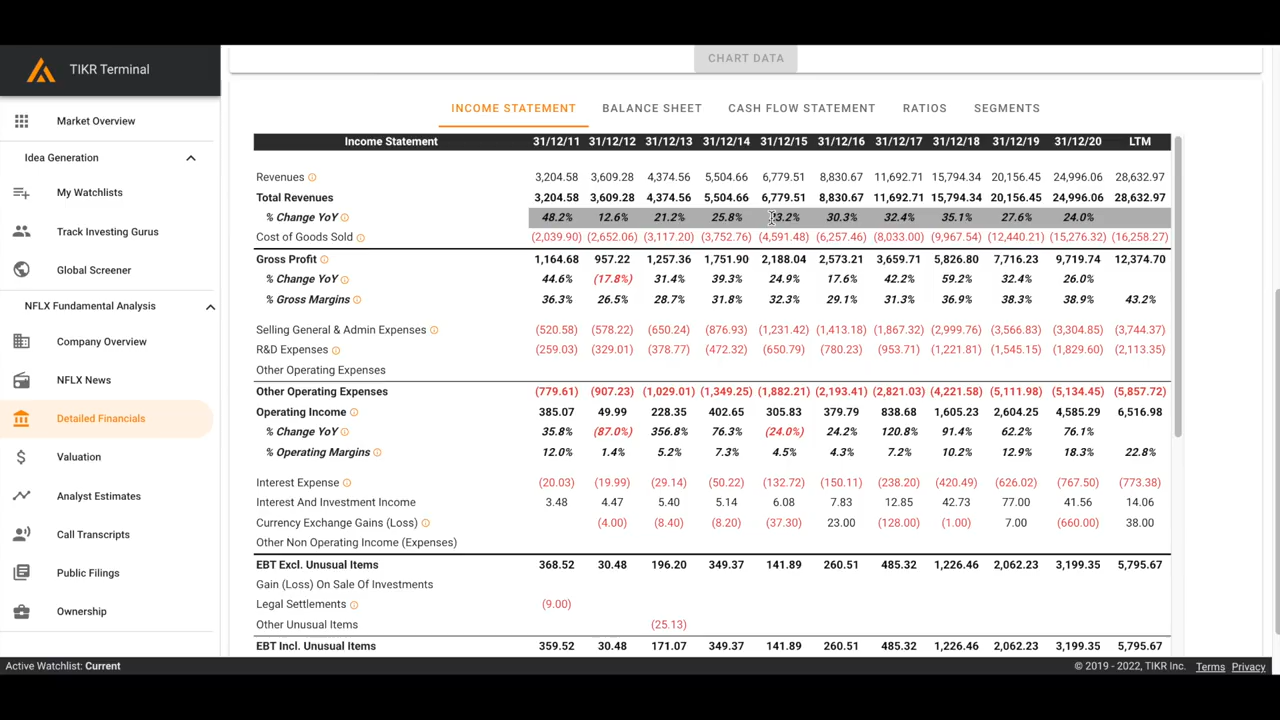 CHART DATA
TIKR Terminal
Market Overview
Idea Generation
My Watchlists
Track Investing Gurus
Global Screener
NFLX Fundamental Analysis
Company Overview
NFLX News
Detailed Financials
Valuation
Analyst Estimates
Call Transcripts
Public Filings
Ownership
INCOME STATEMENT BALANCE SHEET CASH FLOW STATEMENT RATIOS SEGMENTS
Income Statement 31/12/11 31/12/12 31/12/13 31/12/14 31/12/15 31/12/16 31/12/17 31/12/18 31/12/19 31/12/20 LTM
Revenues 3,204.58 3,609.28 4,374.56 5,504.66 6,779.51 8,830.67 11,692.71 15,794.34 20,156.45 24,996.06 28,632.97
Total Revenues 3,204.58 3,609.28 4,374.56 5,504.66 6,779.51 8,830.67 11,692.71 15,794.34 20,156.45 24,996.06 28,632.97
% Change YoY 48.2% 12.6% 21.2% 25.8% 30.3% 32.4% 35.1% 27.6% 24.0%
Cost of Goods Sold (2,039.90) (2,652.06) (3,117.20) (3,752.76) (4,591.48) (6,257.46) (8,033.00) (9,967.54) (12,440.21) (15,276.32) (16,258.27)
Gross Profit 1,164.68 957.22 1,257.36 1,751.90 2,188.04 2,573.21 3,659.71 5,826.80 7,716.23 9,719.74 12,374.70
% Change YoY 44.6% (17.8%) 31.4% 39.3% 24.9% 17.6% 42.2% 59.2% 32.4% 26.0%
% Gross Margins 36.3% 26.5% 28.7% 31.8% 32.3% 29.1% 31.3% 36.9% 38.3% 38.9% 43.2%
Selling General & Admin Expenses (520.58) (578.22) (650.24) (876.93) (1,231.42) (1,413.18) (1,867.32) (2,999.76) (3,566.83) (3,304.85) (3,744.37)
R&D Expenses (259.03) (329.01) (378.77) (472.32) (650.79) (780.23) (953.71) (1,221.81) (1,545.15) (1,829.60) (2,113.35)
Other Operating Expenses
Other Operating Expenses (779.61) (907.23) (1,029.01) (1,349.25) (1,882.21) (2,193.41) (2,821.03) (4,221.58) (5,111.98) (5,134.45) (5,857.72)
Operating Income 385.07 49.99 228.35 402.65 305.83 379.79 838.68 1,605.23 2,604.25 4,585.29 6,516.98
% Change YoY 35.8% (87.0%) 356.8% 76.3% (24.0%) 24.2% 120.8% 91.4% 62.2% 76.1%
% Operating Margins 12.0% 1.4% 5.2% 7.3% 4.5% 4.3% 7.2% 10.2% 12.9% 18.3% 22.8%
Interest Expense (20.03) (19.99) (29.14) (50.22) (132.72) (150.11) (238.20) (420.49) (626.02) (767.50) (773.38)
Interest And Investment Income 3.48 4.47 5.40 5.14 6.08 7.83 12.85 42.73 77.00 41.56 14.06
Currency Exchange Gains (Loss) (4.00) (8.40) (8.20) (37.30) 23.00 (128.00) (1.00) 7.00 (660.00) 38.00
Other Non Operating Income (Expenses)
EBT Excl. Unusual Items 368.52 30.48 196.20 349.37 141.89 260.51 485.32 1,226.46 2,062.23 3,199.35 5,795.67
Gain (Loss) On Sale Of Investments
Legal Settlements (9.00)
Other Unusual Items (25.13)
EBT Incl. Unusual Items 359.52 30.48 171.07 349.37 141.89 260.51 485.32 1,226.46 2,062.23 3,199.35 5,795.67
Active Watchlist: Current © 2019 - 2022, TIKR Inc. Terms Privacy